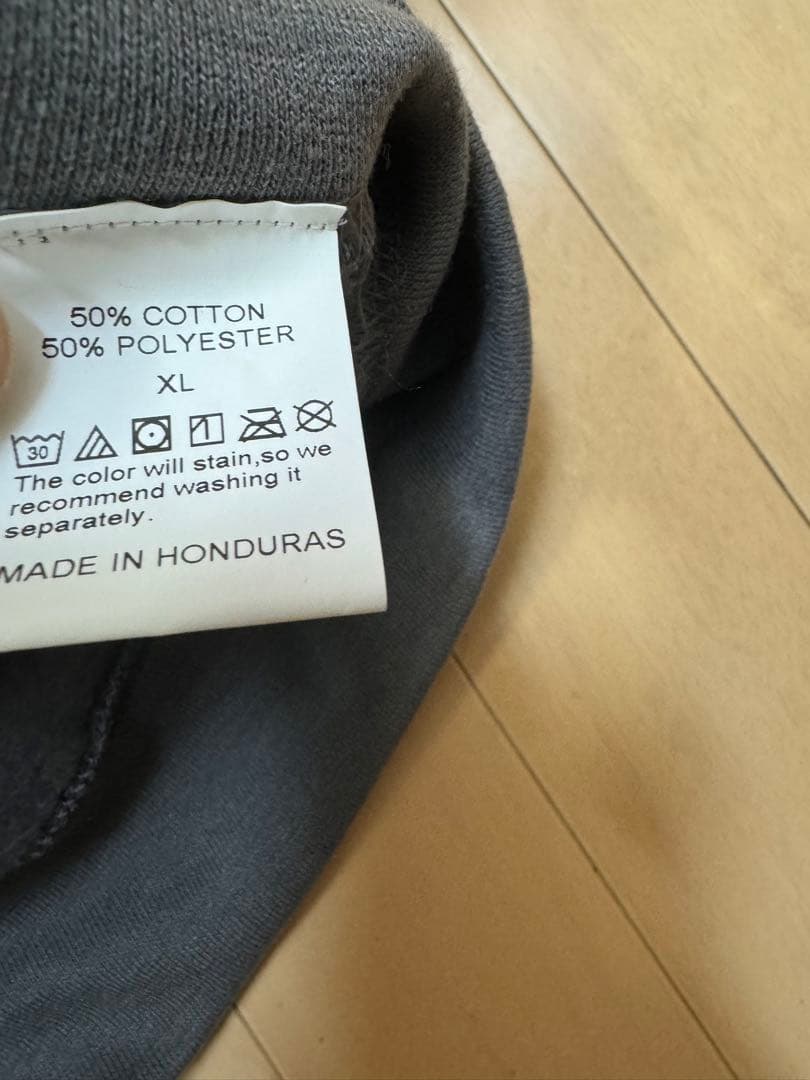 50% COTTON
50% POLYESTER
XL
30
The color will stain,so we
recommend washing it
separately.
MADE IN HONDURAS